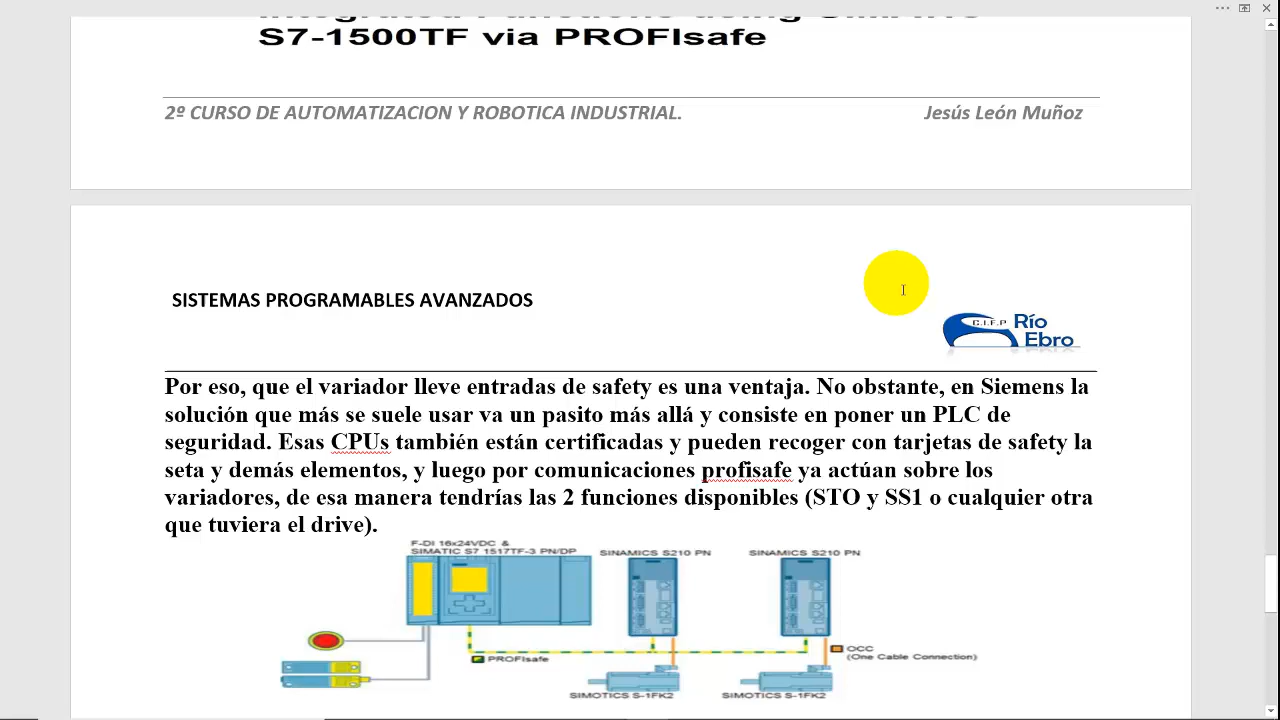 S7-1500TF via PROFIsafe
2º CURSO DE AUTOMATIZACION Y ROBOTICA INDUSTRIAL. Jesús León Muñoz
SISTEMAS PROGRAMABLES AVANZADOS
C.I.F.P Río
Ebro
Por eso, que el variador lleve entradas de safety es una ventaja. No obstante, en Siemens la
solución que más se suele usar va un pasito más allá y consiste en poner un PLC de
seguridad. Esas CPUs también están certificadas y pueden recoger con tarjetas de safety la
seta y demás elementos, y luego por comunicaciones profisafe ya actúan sobre los
variadores, de esa manera tendrías las 2 funciones disponibles (STO y SS1 o cualquier otra
que tuviera el drive).
F-DI 16x24VDC &
SIMATIC S7 1517TF-3 PN/DP
SINAMICS S210 PN
SINAMICS S210 PN
PROFIsafe
OCC
(One Cable Connection)
SIMOTICS S-1FK2
SIMOTICS S-1FK2